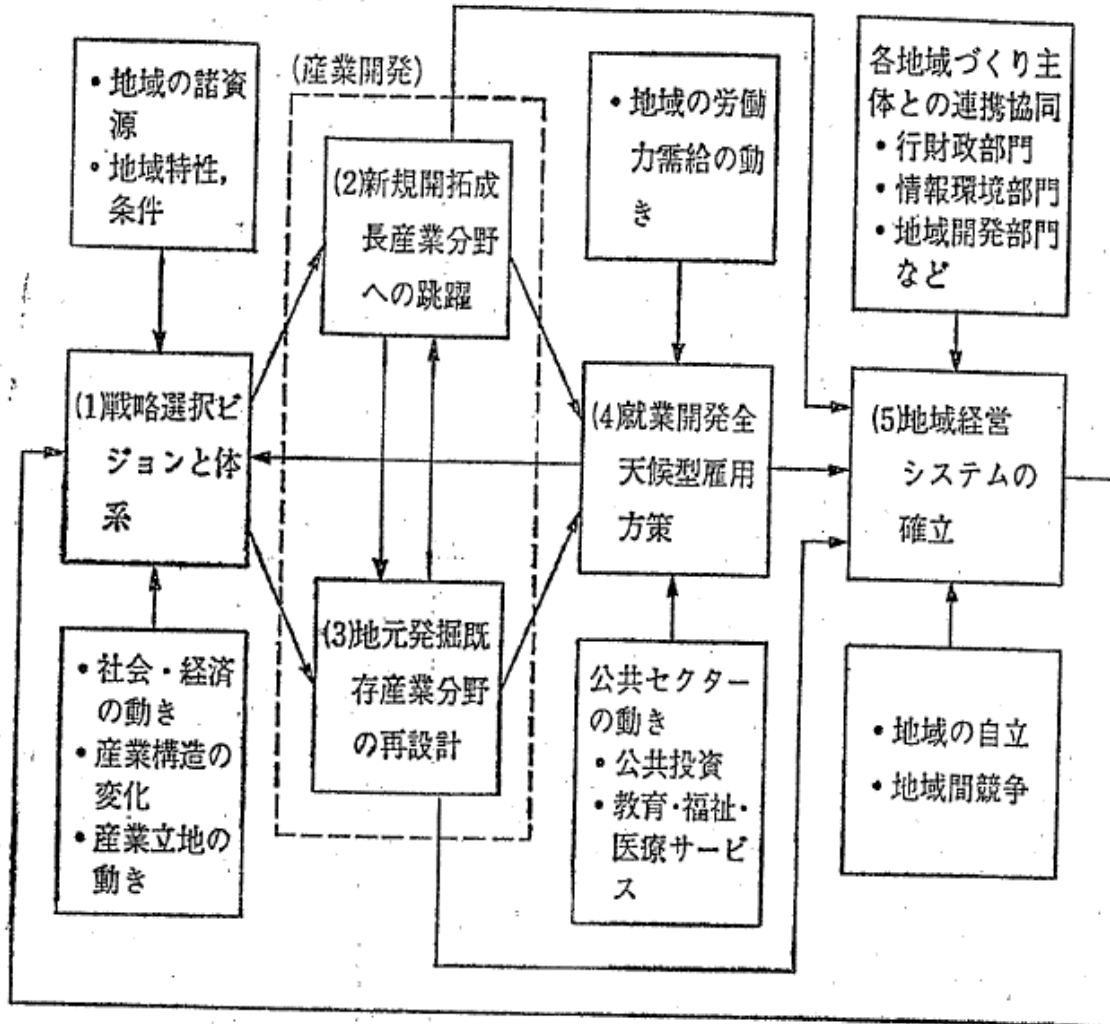 ・地域の諸資
源
・地域特性,
条件
(産業開発)
(2)新規開拓成
長産業分野
への跳躍
・地域の労働
力需給の動
き
各地域づくり主
体との連携協同
・行財政部門
・情報環境部門
・地域開発部門
など
(1)戦略選択ビ
ジョンと体
系
(4)就業開発全
天候型雇用
方策
(5)地域経営
システムの
確立
(3)地元発掘既
存産業分野
の再設計
・社会・経済
の動き
・産業構造の
変化
・産業立地の
動き
公共セクター
の動き
・公共投資
・教育・福祉・
医療サービ
ス
・地域の自立
・地域間競争